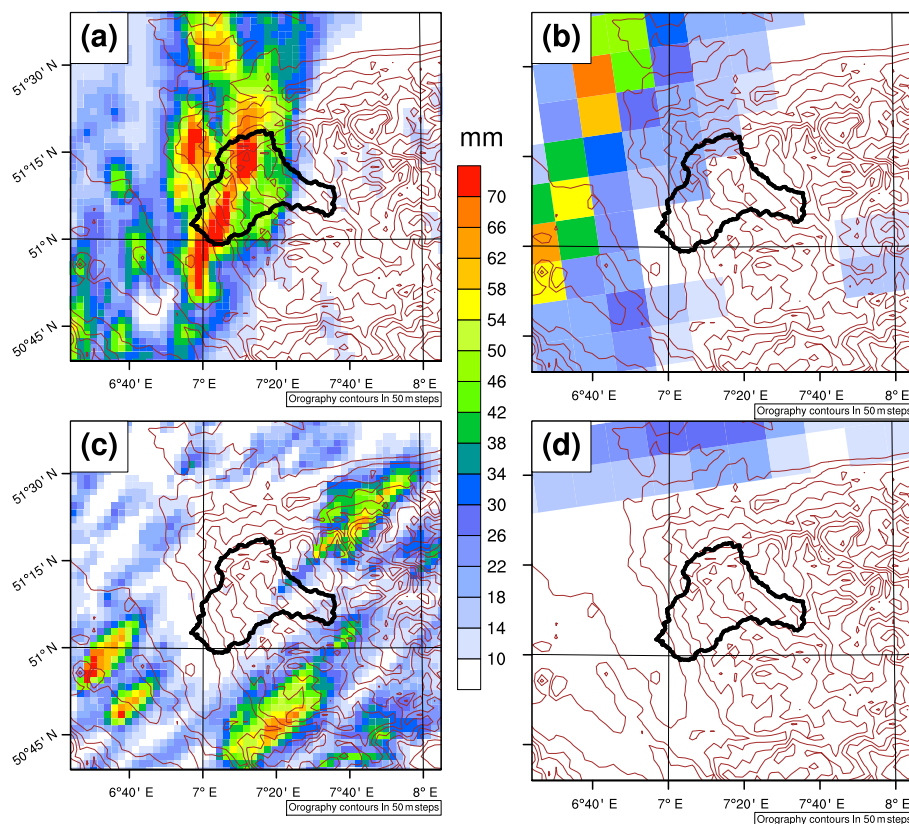 (a)
(b)
51°30' N
51°15' N
51° N
50°45' N
6°40' E
7° E
7°20' E
7°40' E
8° E
Orography contours In 50 m steps
6°40' E
7° E
7°20' E
7°40' E
8° E
Orography contours In 50 m steps
mm
70
66
62
58
54
50
46
42
38
34
30
26
22
18
14
10
(c)
(d)
51°30' N
51°15' N
51° N
50°45' N
6°40' E
7° E
7°20' E
7°40' E
8° E
Orography contours In 50 m steps
6°40' E
7° E
7°20' E
7°40' E
8° E
Orography contours In 50 m steps